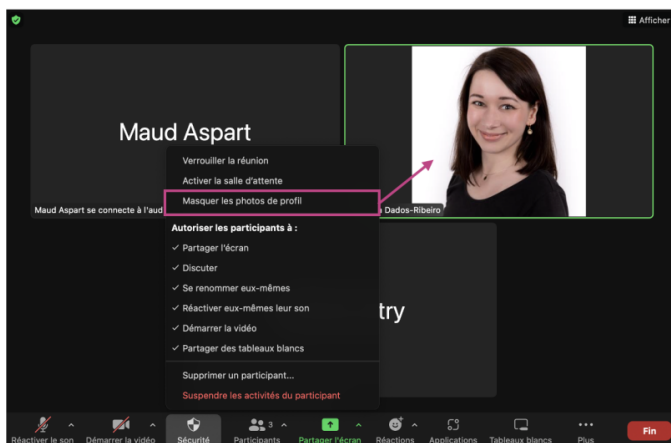 Afficher
Maud Aspart
Verrouiller la réunion
Activer la salle d'attente
Masquer les photos de profil
Maud Aspart se connecte à l'aud
Dados-Ribeiro
Autoriser les participants à :
Partager l'écran
Discuter
Se renommer eux-mêmes
Réactiver eux-mêmes leur son
try
Démarrer la vidéo
Partager des tableaux blancs
Supprimer un participant...
Suspendre les activités du participant
3
Réactiver le son Démarrer la vidéo Sécurité Participants Partager l'écran Réactions Applications Tableaux blancs Plus
Fin